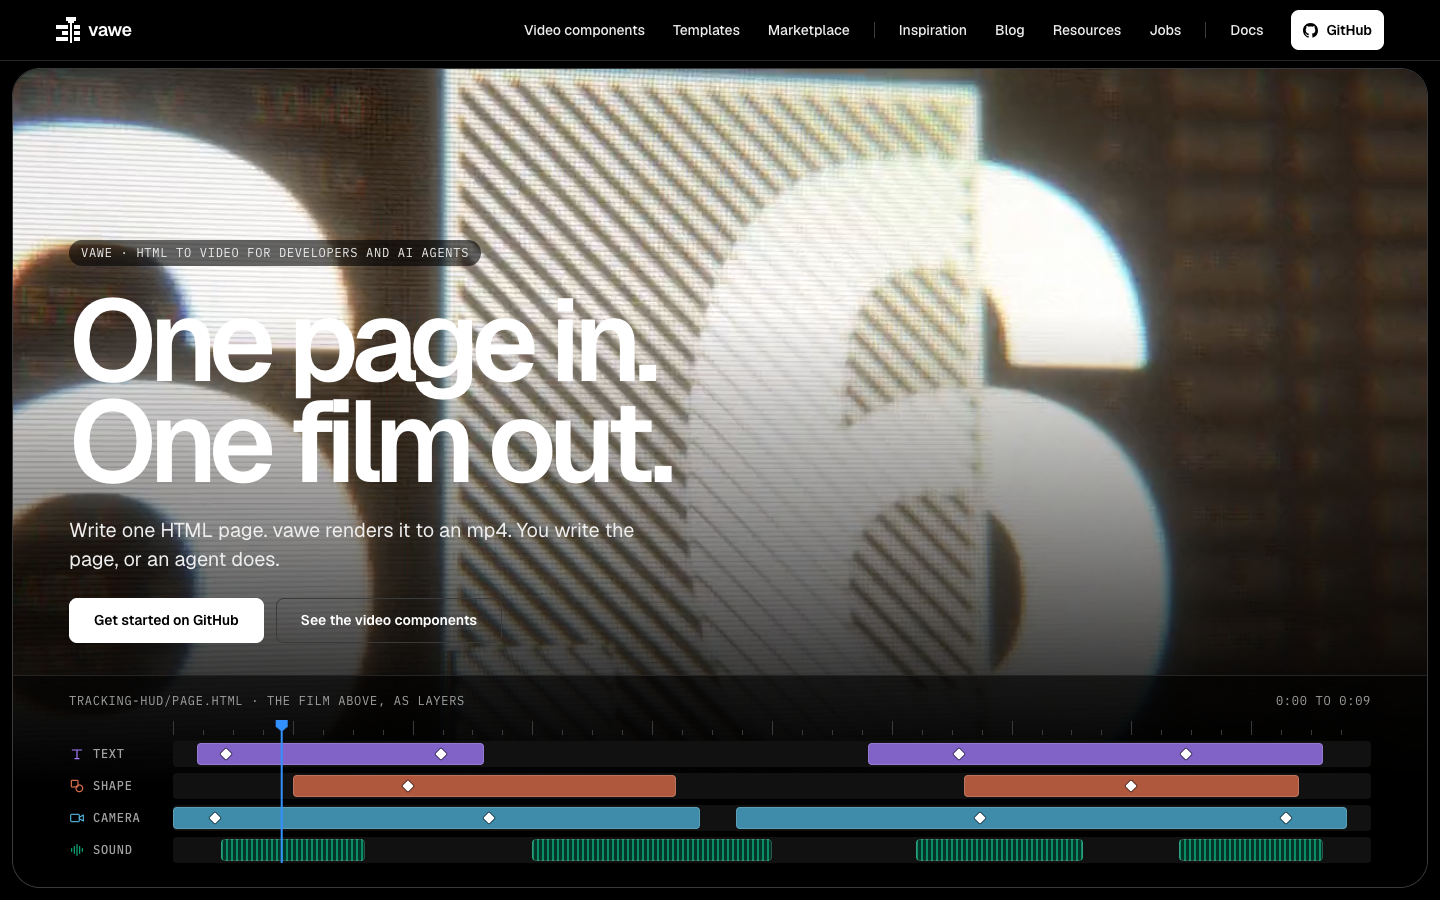 vawe
Video components
Templates
Marketplace
Inspiration
Blog
Resources
Jobs
Docs
GitHub
VAWE · HTML TO VIDEO FOR DEVELOPERS AND AI AGENTS
One page in.
One film out.
Write one HTML page. vawe renders it to an mp4. You write the
page, or an agent does.
Get started on GitHub
See the video components
TRACKING-HUD/PAGE.HTML · THE FILM ABOVE, AS LAYERS
0:00 TO 0:09
TEXT
SHAPE
CAMERA
SOUND